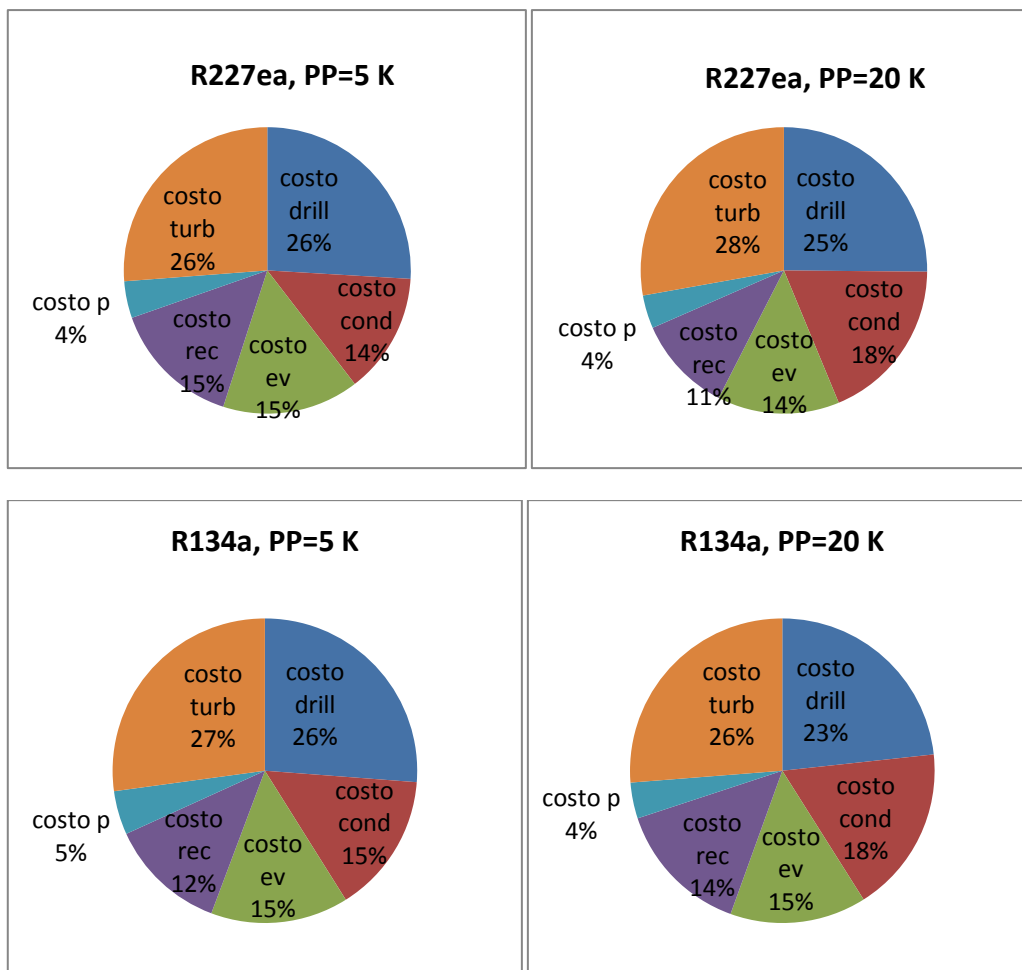 R227ea, PP=5 K
costo
drill
26%
costo
cond
14%
costo
ev
15%
costo
rec
15%
costo p
4%
costo
turb
26%
R227ea, PP=20 K
costo
drill
25%
costo
cond
18%
costo
ev
14%
costo
rec
11%
costo p
4%
costo
turb
28%
R134a, PP=5 K
costo
drill
26%
costo
cond
15%
costo
ev
15%
costo
rec
12%
costo p
5%
costo
turb
27%
R134a, PP=20 K
costo
drill
23%
costo
cond
18%
costo
ev
15%
costo
rec
14%
costo p
4%
costo
turb
26%